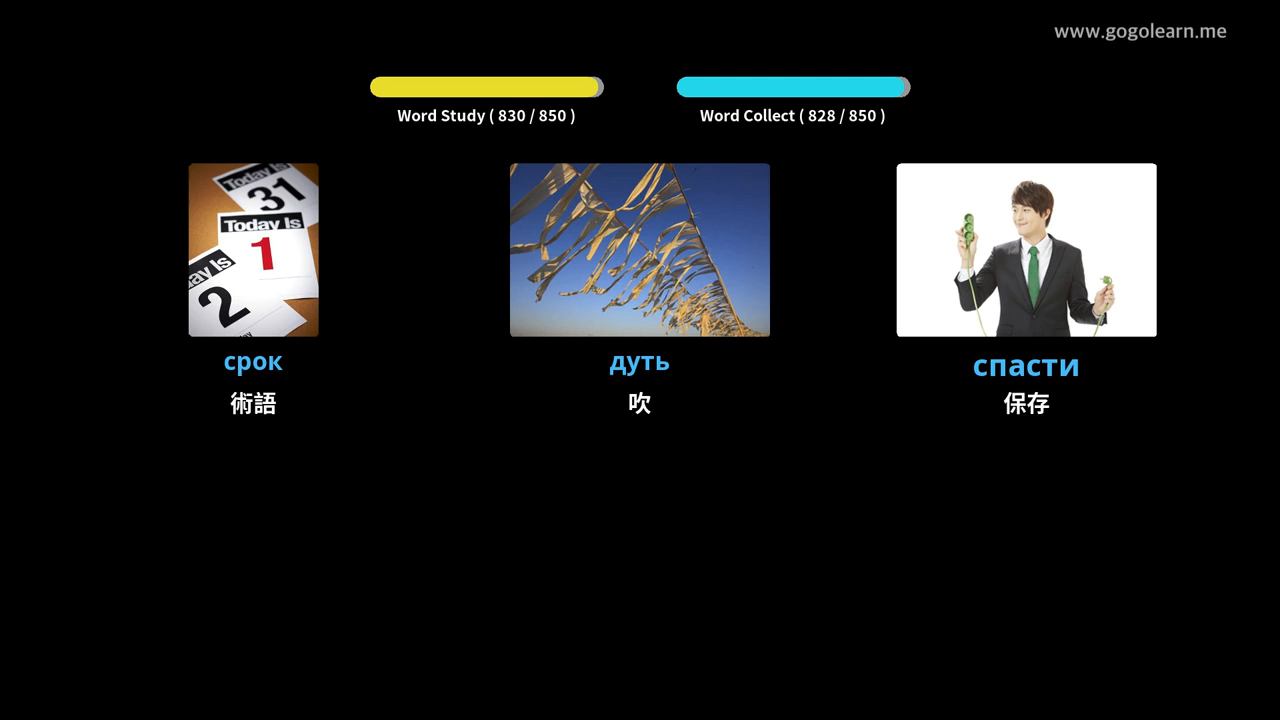 www.gogolearn.me
Word Study ( 830 / 850 )
Word Collect ( 828 / 850 )
Today Is
31
Today Is
1
ay Is
2
срок
дуть
спасти
術語
吹
保存